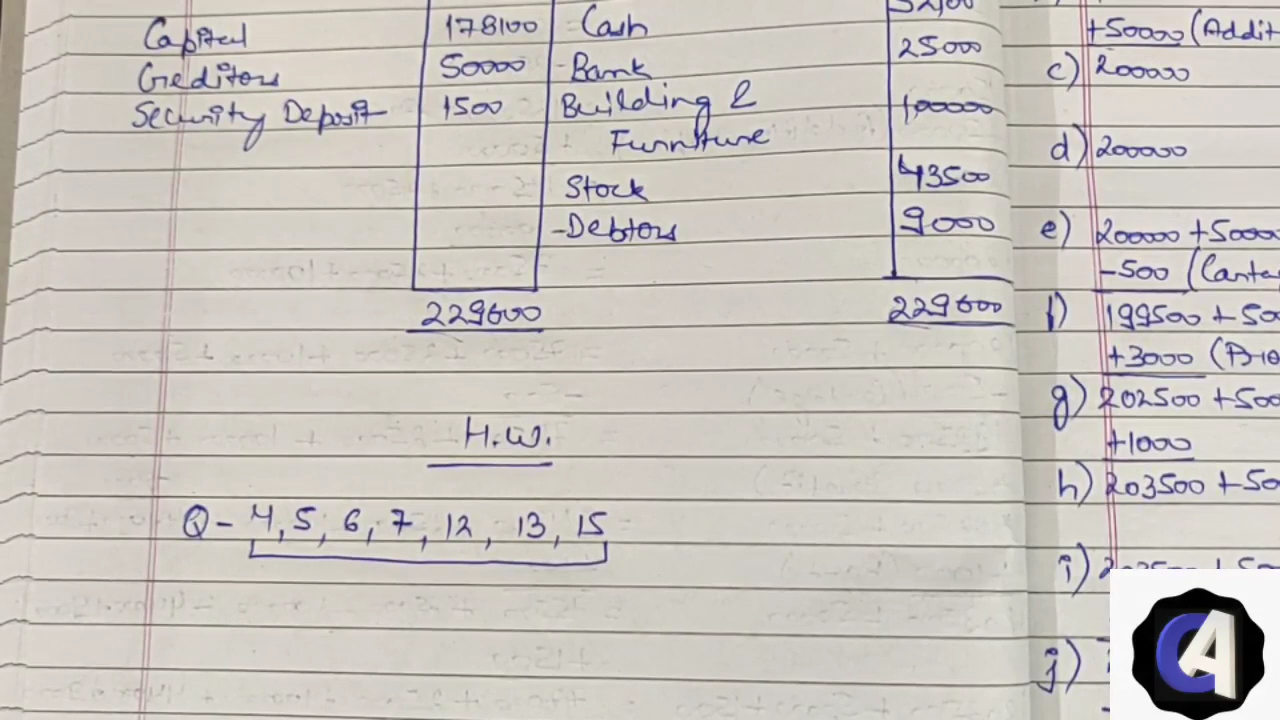 52100
Capital 178100 Cash 25000
Creditors 50000 -Bank
Security Deposit 1500 Building & 100000
Furniture
Stock 43500
-Debtors 9000
229600 229600
H.W.
Q - 4, 5, 6, 7, 12, 13, 15
+50000 (Addit
c) 200000
d) 200000
e) 200000 + 5000
-500 (Carta
f) 199500 + 50
+3000
g) 202500 + 500
+1000
h) 203500 + 50
i)
j)
CA